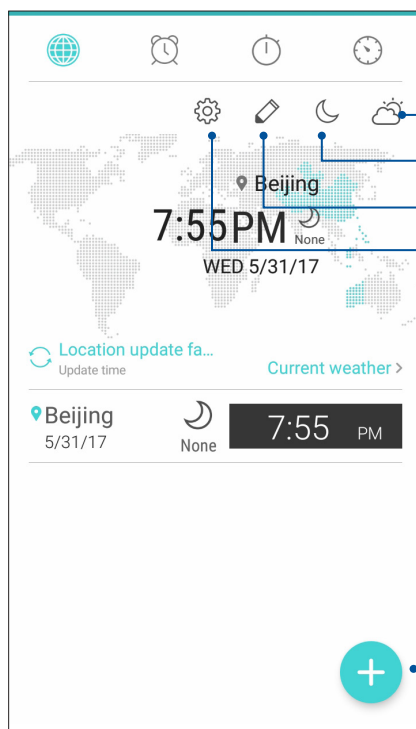 Beijing
7:55PM
None
WED 5/31/17
Location update fa...
Update time
Current weather >
Beijing
5/31/17
None
7:55 PM